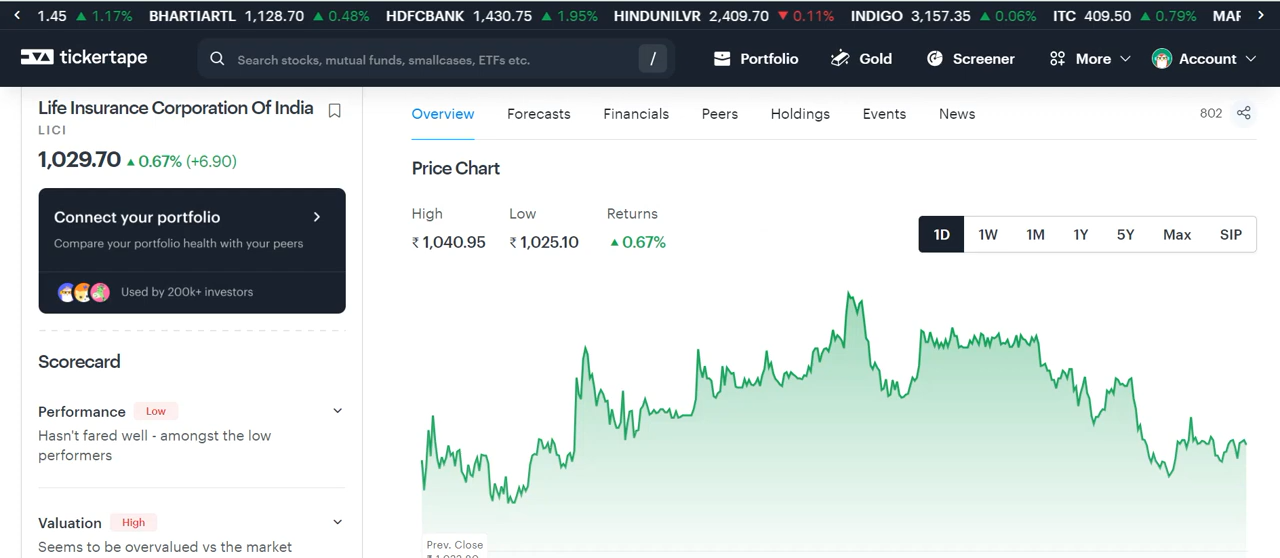 1.45 ▲ 1.17% BHARTIARTL 1,128.70 ▲ 0.48% HDFCBANK 1,430.75 ▲ 1.95% HINDUNILVR 2,409.70 ▼ 0.11% INDIGO 3,157.35 ▲ 0.06% ITC 409.50 ▲ 0.79%
tickertape Search stocks, mutual funds, smallcases, ETFs etc. / Portfolio Gold Screener More Account
Life Insurance Corporation Of India
LICI
1,029.70 ▲ 0.67% (+6.90)
Connect your portfolio
Compare your portfolio health with your peers
Used by 200k+ investors
Scorecard
Performance Low
Hasn't fared well - amongst the low
performers
Valuation High
Seems to be overvalued vs the market
Overview Forecasts Financials Peers Holdings Events News 802
Price Chart
High Low Returns
₹ 1,040.95 ₹ 1,025.10 ▲ 0.67%
1D 1W 1M 1Y 5Y Max SIP
Prev. Close